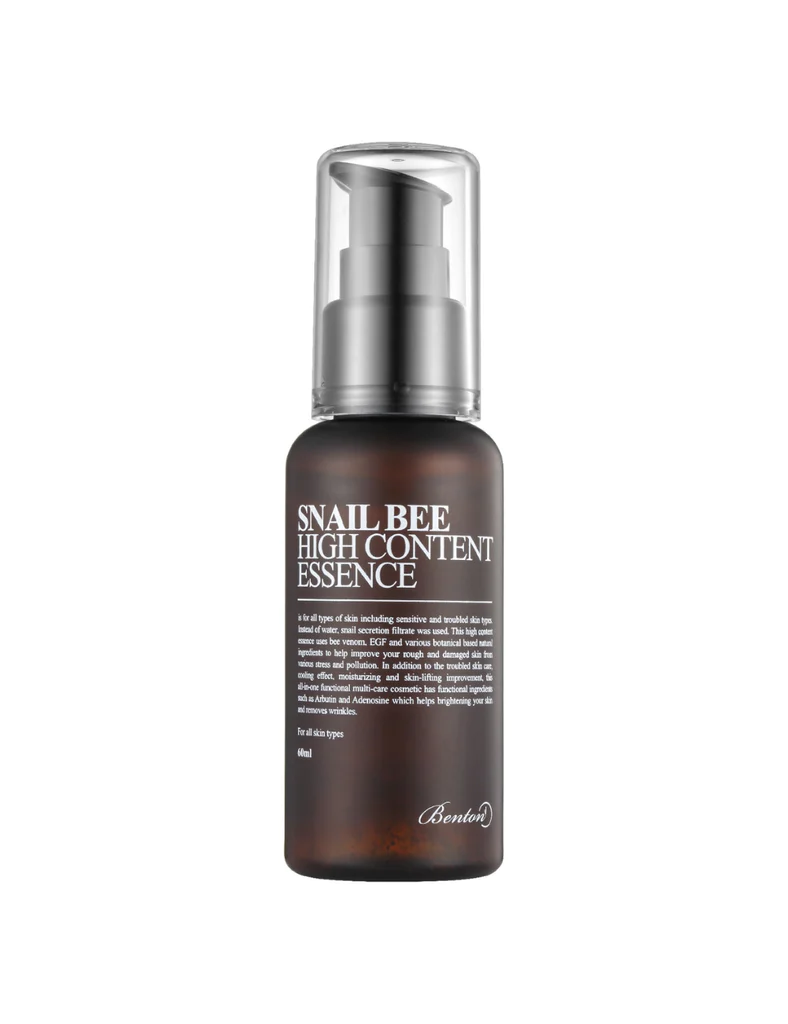 SNAIL BEE
HIGH CONTENT
ESSENCE
is for all types of skin including sensitive and troubled skin types.
Instead of water, snail secretion filtrate was used. This high content
essence uses bee venom, EGF and various botanical based natural
ingredients to help improve your rough and damaged skin from
various stress and pollution. In addition to the troubled skin care,
cooling effect, moisturizing and skin-lifting improvement, this
all-in-one functional multi-care cosmetic has functional ingredients
such as Arbutin and Adenosine which helps brightening your skin
and removes wrinkles.
For all skin types
60ml
Benton